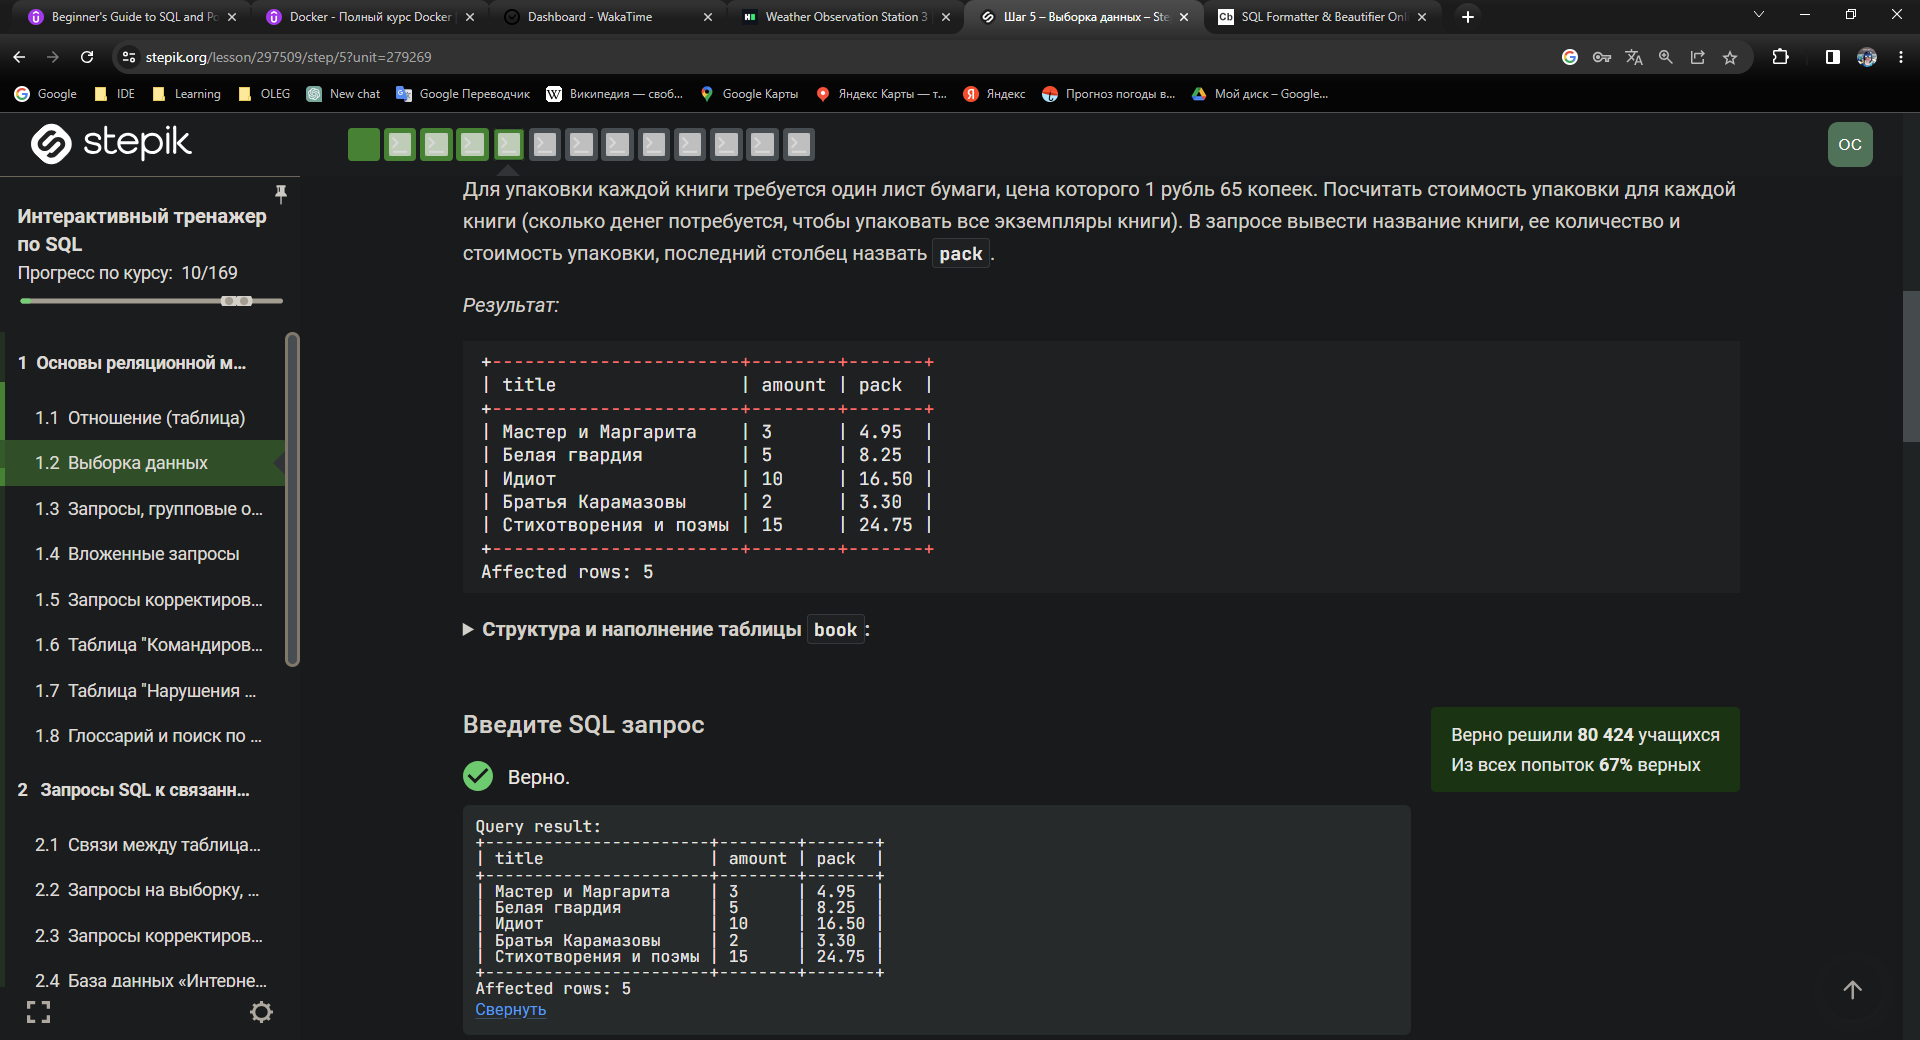 Beginner's Guide to SQL and Po
Docker - Полный курс Docker
Dashboard - WakaTime
Weather Observation Station 3
Шаг 5 – Выборка данных – Ste
SQL Formatter & Beautifier Onl
stepik.org/lesson/297509/step/5?unit=279269
Google
IDE
Learning
OLEG
New chat
Google Переводчик
Википедия — своб...
Google Карты
Яндекс Карты — т...
Яндекс
Прогноз погоды в...
Мой диск – Google...
stepik
OC
Интерактивный тренажер
по SQL
Прогресс по курсу: 10/169
1 Основы реляционной м...
1.1 Отношение (таблица)
1.2 Выборка данных
1.3 Запросы, групповые о...
1.4 Вложенные запросы
1.5 Запросы корректиров...
1.6 Таблица "Командиров...
1.7 Таблица "Нарушения ...
1.8 Глоссарий и поиск по ...
2 Запросы SQL к связанн...
2.1 Связи между таблица...
2.2 Запросы на выборку, ...
2.3 Запросы корректиров...
2.4 База данных «Интерне...
Для упаковки каждой книги требуется один лист бумаги, цена которого 1 рубль 65 копеек. Посчитать стоимость упаковки для каждой
книги (сколько денег потребуется, чтобы упаковать все экземпляры книги). В запросе вывести название книги, ее количество и
стоимость упаковки, последний столбец назвать pack.
Результат:
+-----------------------+--------+-------+
| title                 | amount | pack  |
+-----------------------+--------+-------+
| Мастер и Маргарита    | 3      | 4.95  |
| Белая гвардия         | 5      | 8.25  |
| Идиот                 | 10     | 16.50 |
| Братья Карамазовы     | 2      | 3.30  |
| Стихотворения и поэмы | 15     | 24.75 |
+-----------------------+--------+-------+
Affected rows: 5
Структура и наполнение таблицы book:
Введите SQL запрос
Верно решили 80 424 учащихся
Из всех попыток 67% верных
Верно.
Query result:
+-----------------------+--------+-------+
| title                 | amount | pack  |
+-----------------------+--------+-------+
| Мастер и Маргарита    | 3      | 4.95  |
| Белая гвардия         | 5      | 8.25  |
| Идиот                 | 10     | 16.50 |
| Братья Карамазовы     | 2      | 3.30  |
| Стихотворения и поэмы | 15     | 24.75 |
+-----------------------+--------+-------+
Affected rows: 5
Свернуть